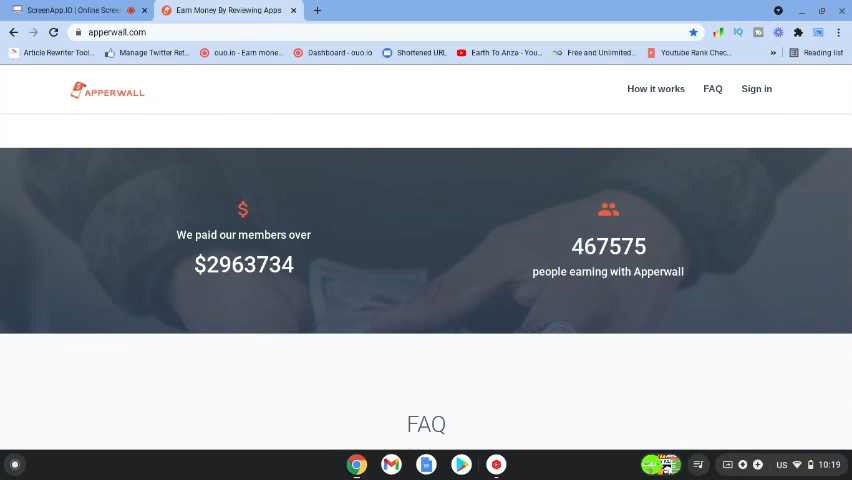 ScreenApp.IO | Online Scree
Earn Money By Reviewing Apps
apperwall.com
Article Rewriter Tool...
Manage Twitter Ret...
ouo.io - Earn mone...
Dashboard - ouo.io
Shortened URL
Earth To Anza - You...
Free and Unlimited...
Youtube Rank Chec...
»
Reading list
APPERWALL
How it works
FAQ
Sign in
We paid our members over
$2963734
467575
people earning with Apperwall
FAQ
US
10:19